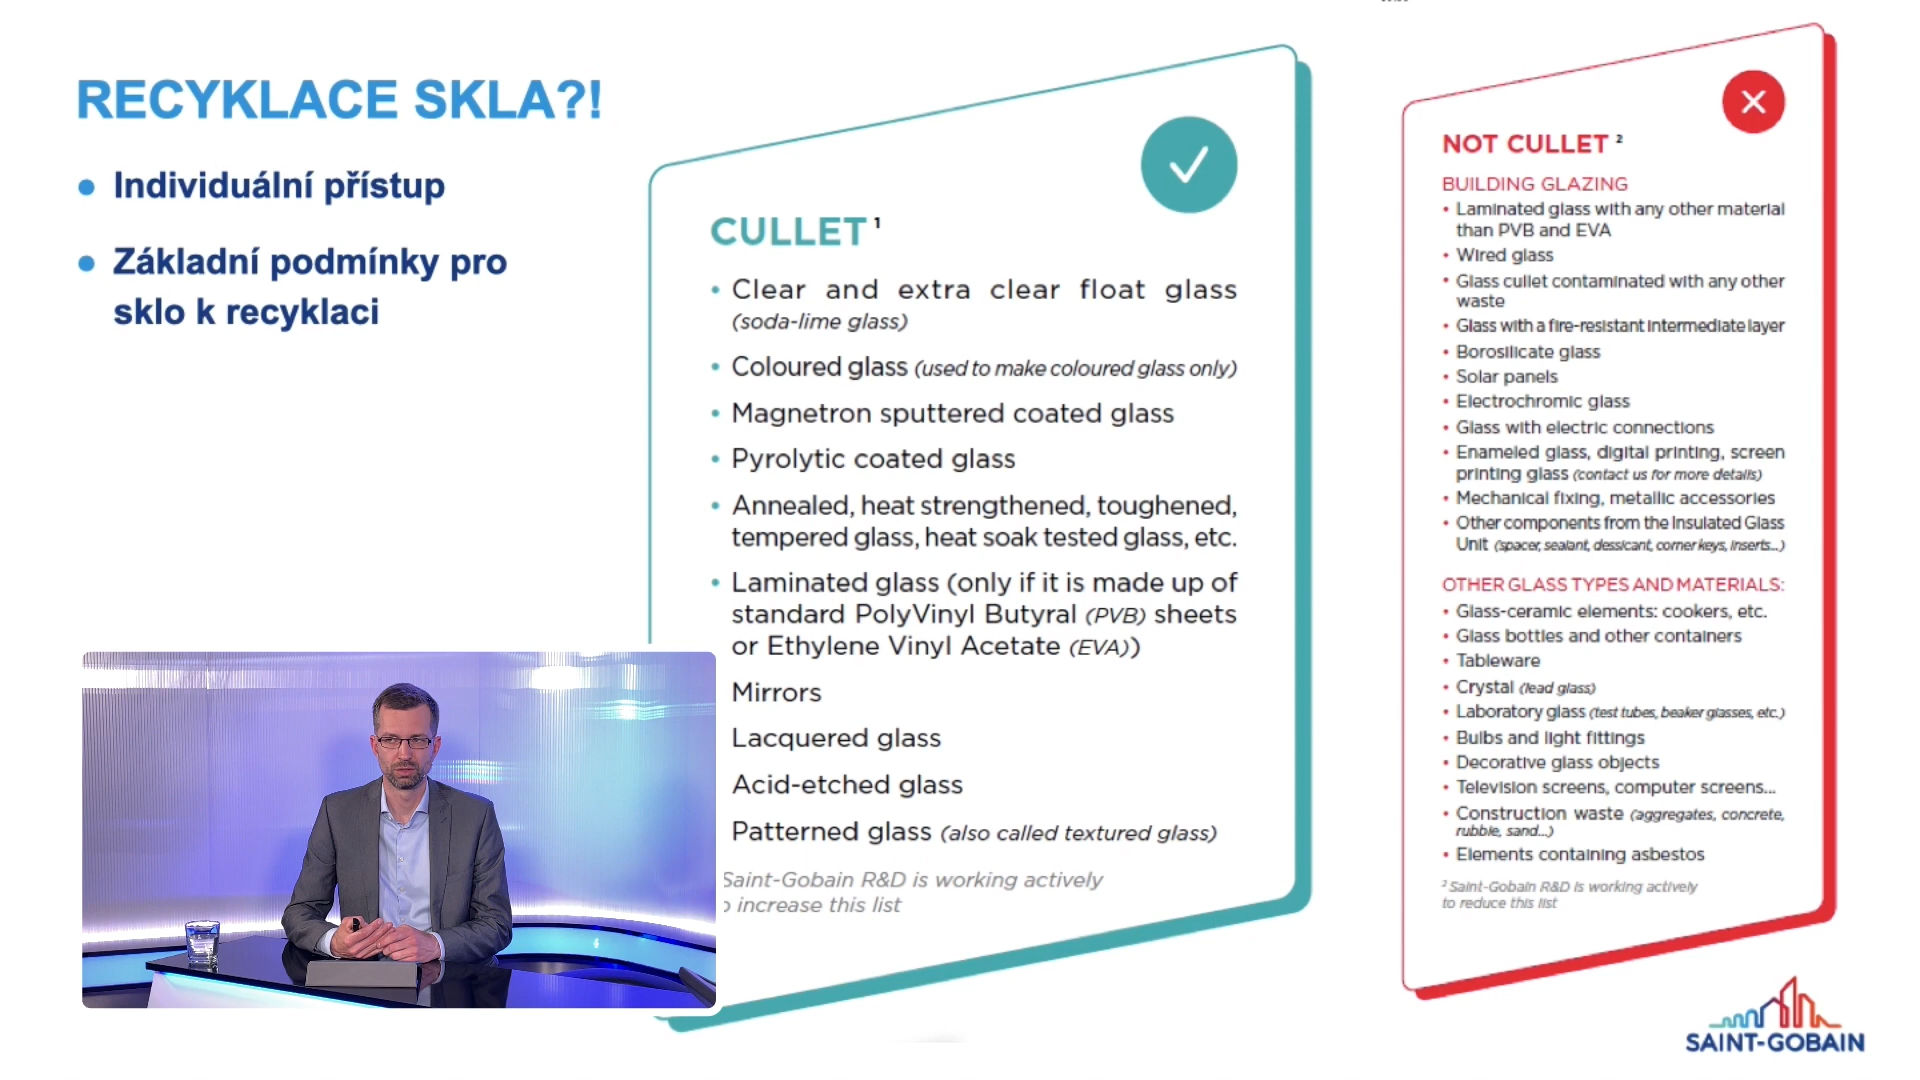 RECYKLACE SKLA?!
• Individuální přístup
• Základní podmínky pro
sklo k recyklaci
CULLET ¹
• Clear and extra clear float glass
(soda-lime glass)
• Coloured glass (used to make coloured glass only)
• Magnetron sputtered coated glass
• Pyrolytic coated glass
• Annealed, heat strengthened, toughened,
tempered glass, heat soak tested glass, etc.
• Laminated glass (only if it is made up of
standard PolyVinyl Butyral (PVB) sheets
or Ethylene Vinyl Acetate (EVA))
Mirrors
Lacquered glass
Acid-etched glass
Patterned glass (also called textured glass)
Saint-Gobain R&D is working actively
o increase this list
NOT CULLET ²
BUILDING GLAZING
• Laminated glass with any other material
than PVB and EVA
• Wired glass
• Glass cullet contaminated with any other
waste
• Glass with a fire-resistant intermediate layer
• Borosilicate glass
• Solar panels
• Electrochromic glass
• Glass with electric connections
• Enameled glass, digital printing, screen
printing glass (contact us for more details)
• Mechanical fixing, metallic accessories
• Other components from the Insulated Glass
Unit (spacer, sealant, dessicant, corner keys, inserts...)
OTHER GLASS TYPES AND MATERIALS:
• Glass-ceramic elements: cookers, etc.
• Glass bottles and other containers
• Tableware
• Crystal (lead glass)
• Laboratory glass (test tubes, beaker glasses, etc.)
• Bulbs and light fittings
• Decorative glass objects
• Television screens, computer screens...
• Construction waste (aggregates, concrete,
rubble, sand...)
• Elements containing asbestos
² Saint-Gobain R&D is working actively
to reduce this list
SAINT-GOBAIN